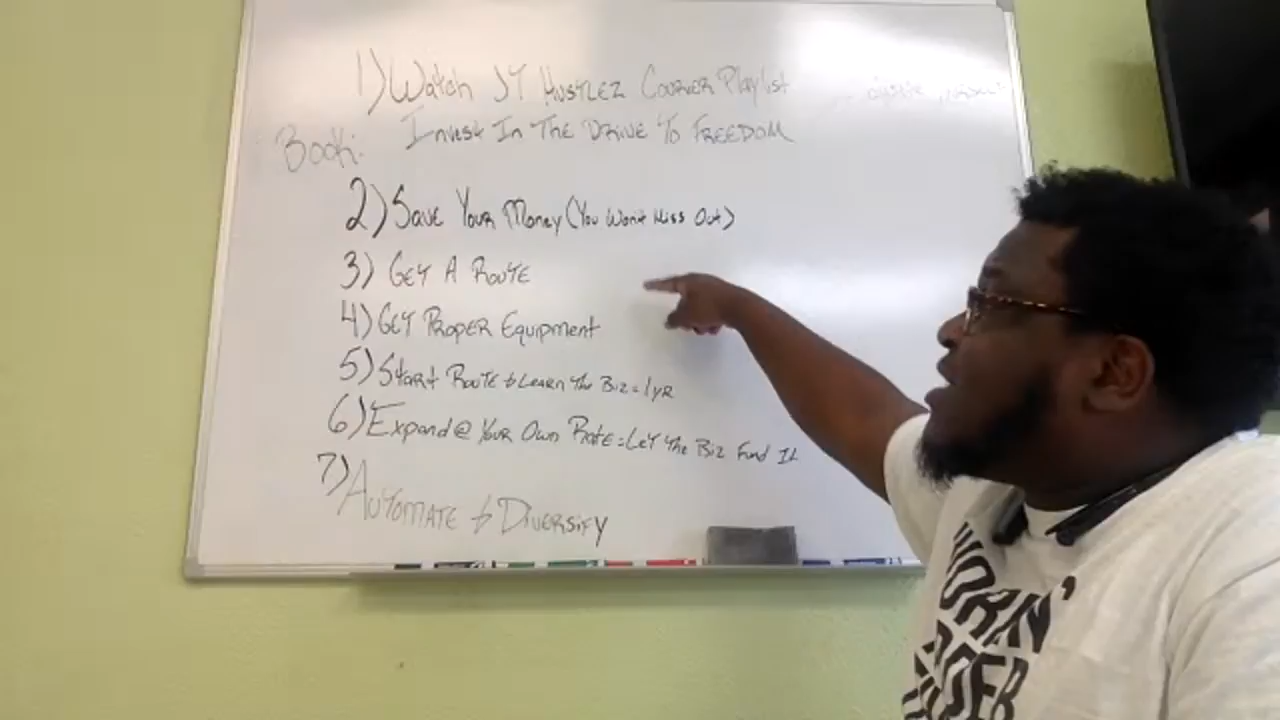 1) Watch JT Hustlez Courier Playlist
Book: Invest In The Drive To Freedom
2) Save Your Money (You Won't Miss Out)
3) Get A Route
4) Get Proper Equipment
5) Start Route & Learn The Biz = 1 yr
6) Expand @ Your Own Rate = Let The Biz Fund It
7) Automate & Diversify